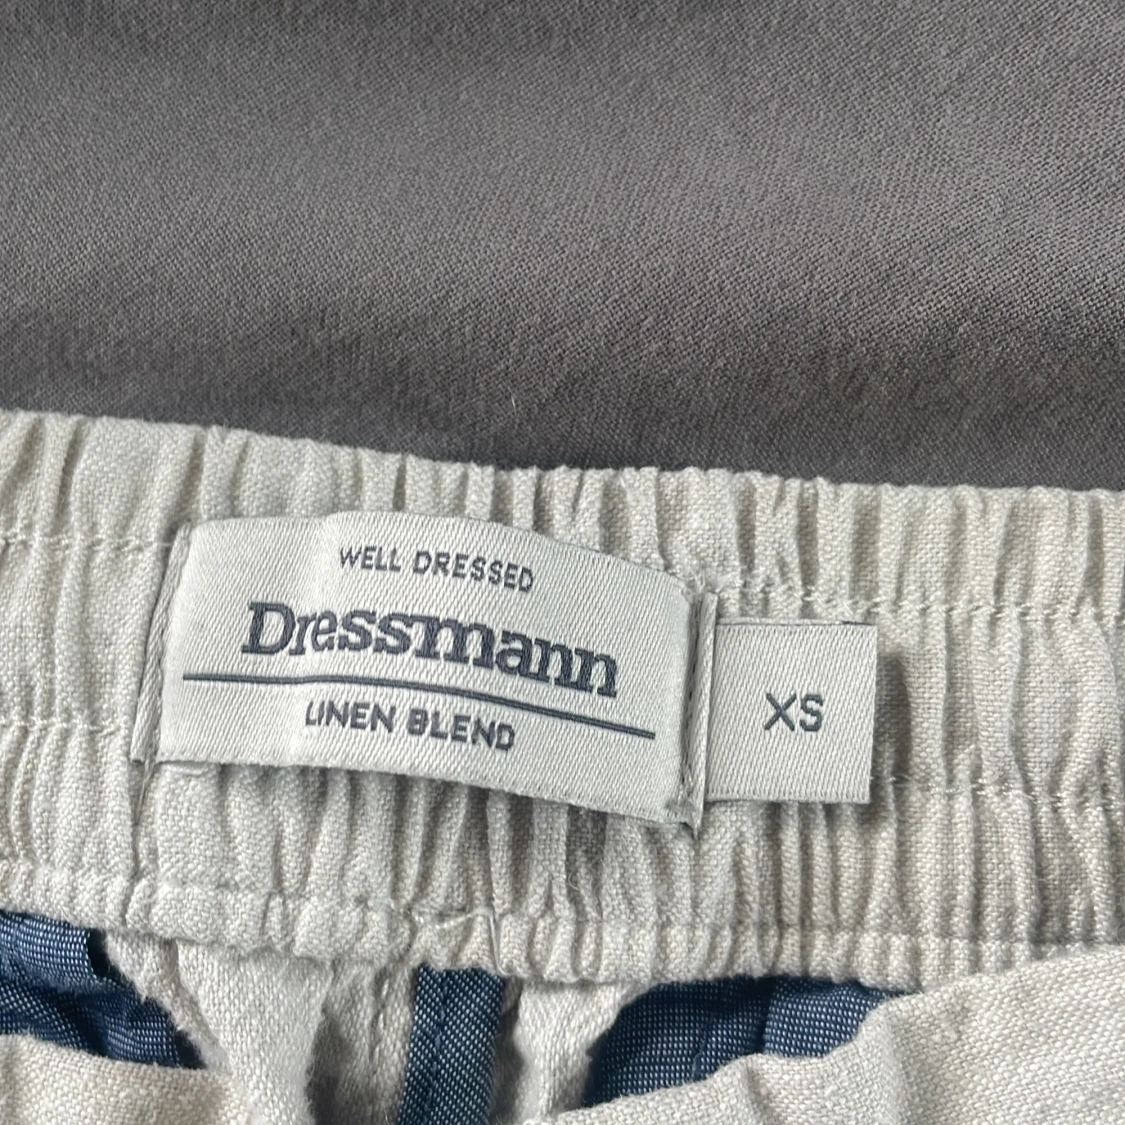 WELL DRESSED
Dressmann
LINEN BLEND
XS